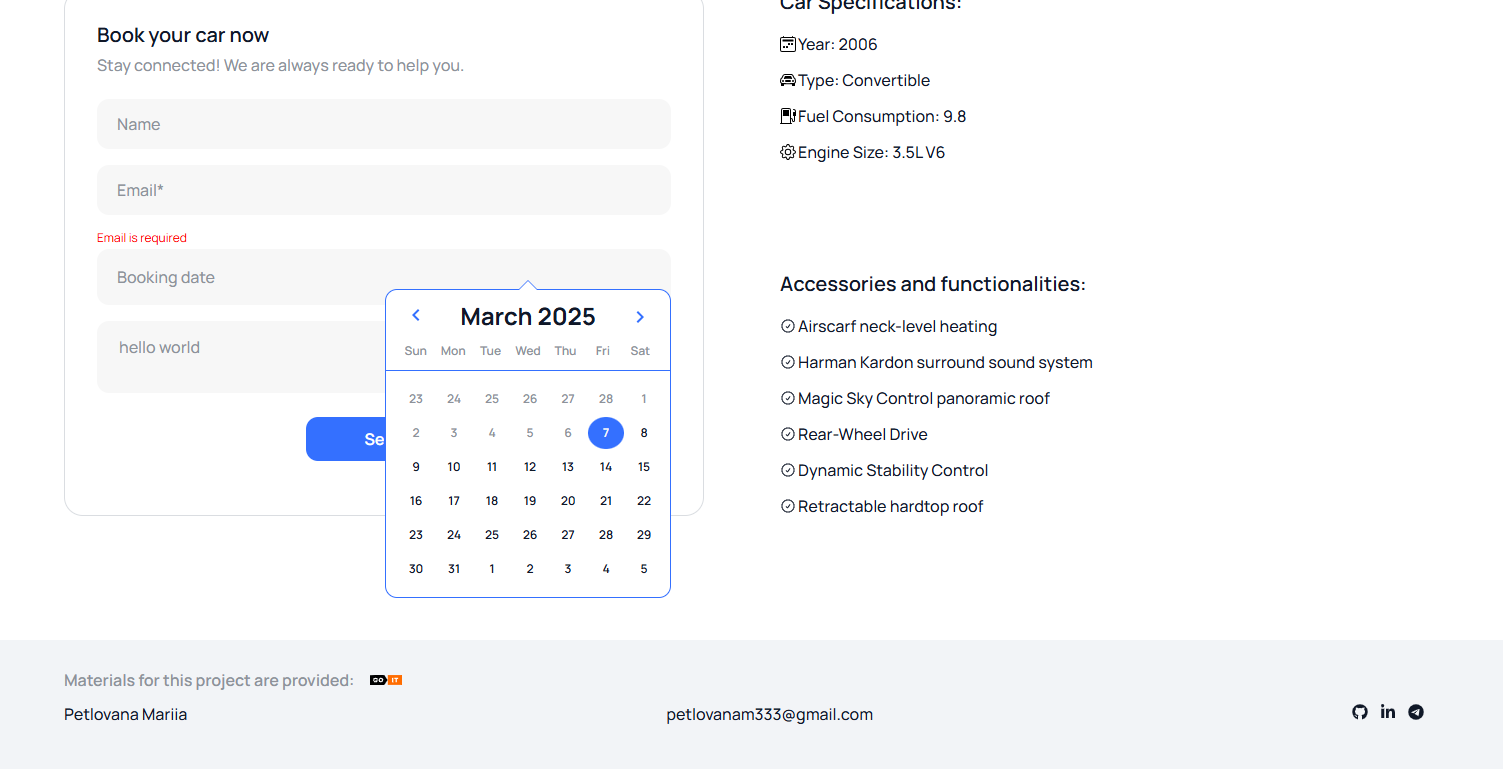 Book your car now
Stay connected! We are always ready to help you.
Name
Email*
Email is required
Booking date
March 2025
Sun Mon Tue Wed Thu Fri Sat
23 24 25 26 27 28 1
2 3 4 5 6 7 8
9 10 11 12 13 14 15
16 17 18 19 20 21 22
23 24 25 26 27 28 29
30 31 1 2 3 4 5
hello world
Se
Car Specifications:
Year: 2006
Type: Convertible
Fuel Consumption: 9.8
Engine Size: 3.5L V6
Accessories and functionalities:
Airscarf neck-level heating
Harman Kardon surround sound system
Magic Sky Control panoramic roof
Rear-Wheel Drive
Dynamic Stability Control
Retractable hardtop roof
Materials for this project are provided: GO IT
Petlovana Mariia
petlovanam333@gmail.com
in